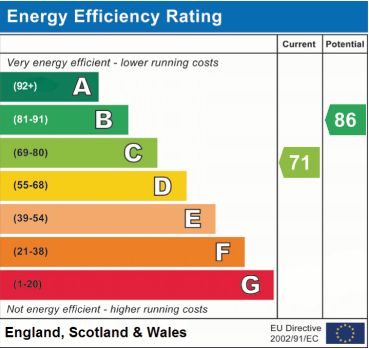 Energy Efficiency Rating
Current Potential
Very energy efficient - lower running costs
(92+) A
(81-91) B
86
(69-80) C
71
(55-68) D
(39-54) E
(21-38) F
(1-20) G
Not energy efficient - higher running costs
England, Scotland & Wales
EU Directive
2002/91/EC